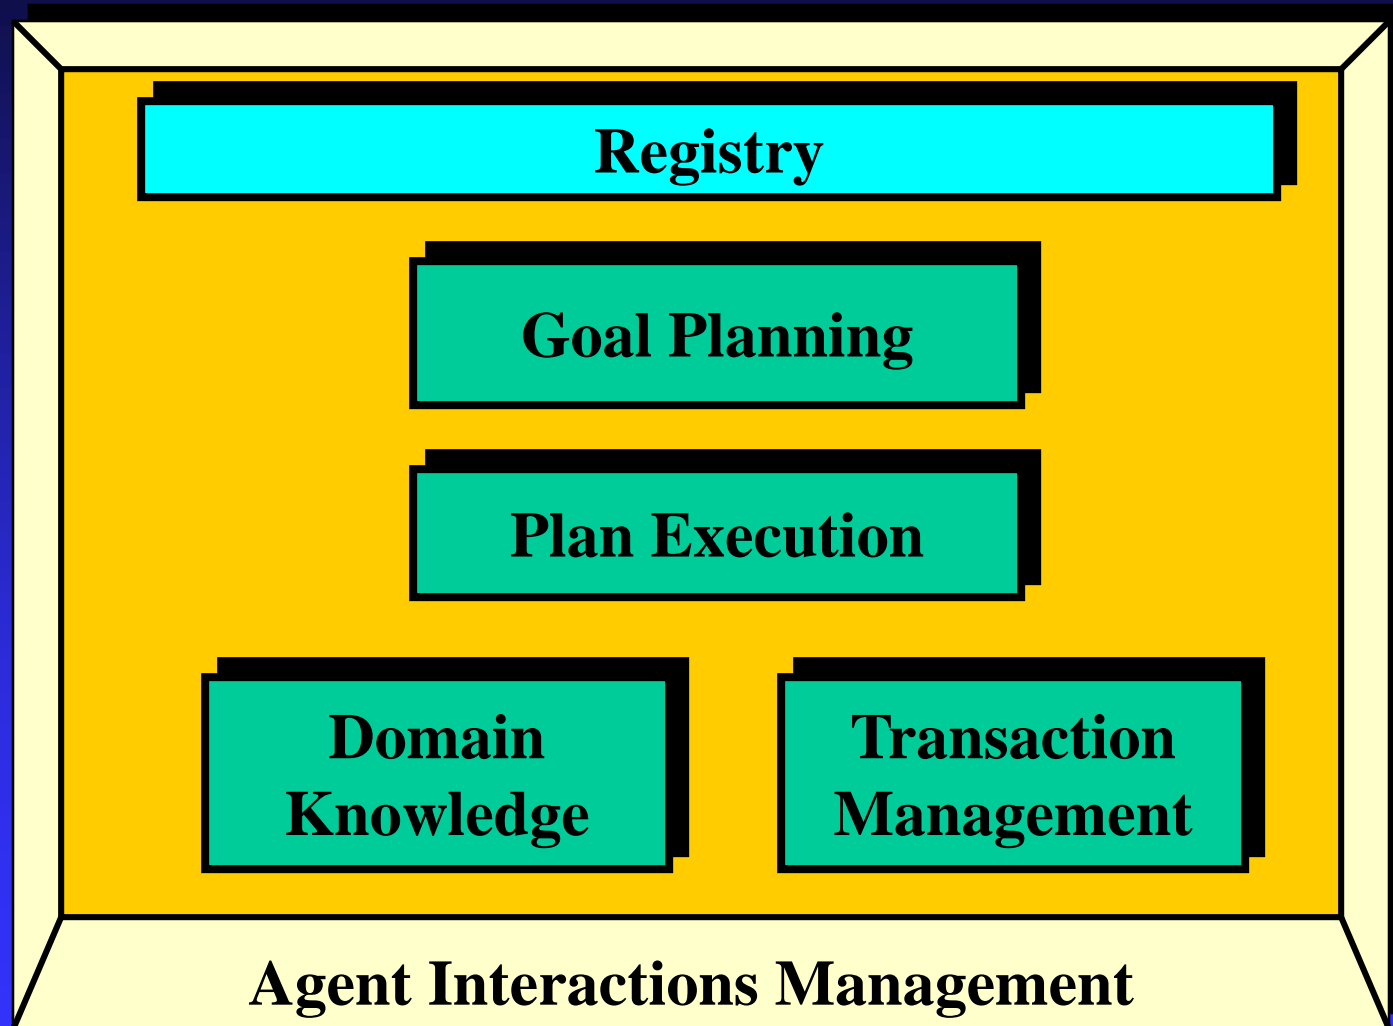 Registry
Goal Planning
Plan Execution
Domain
Knowledge
Transaction
Management
Agent Interactions Management